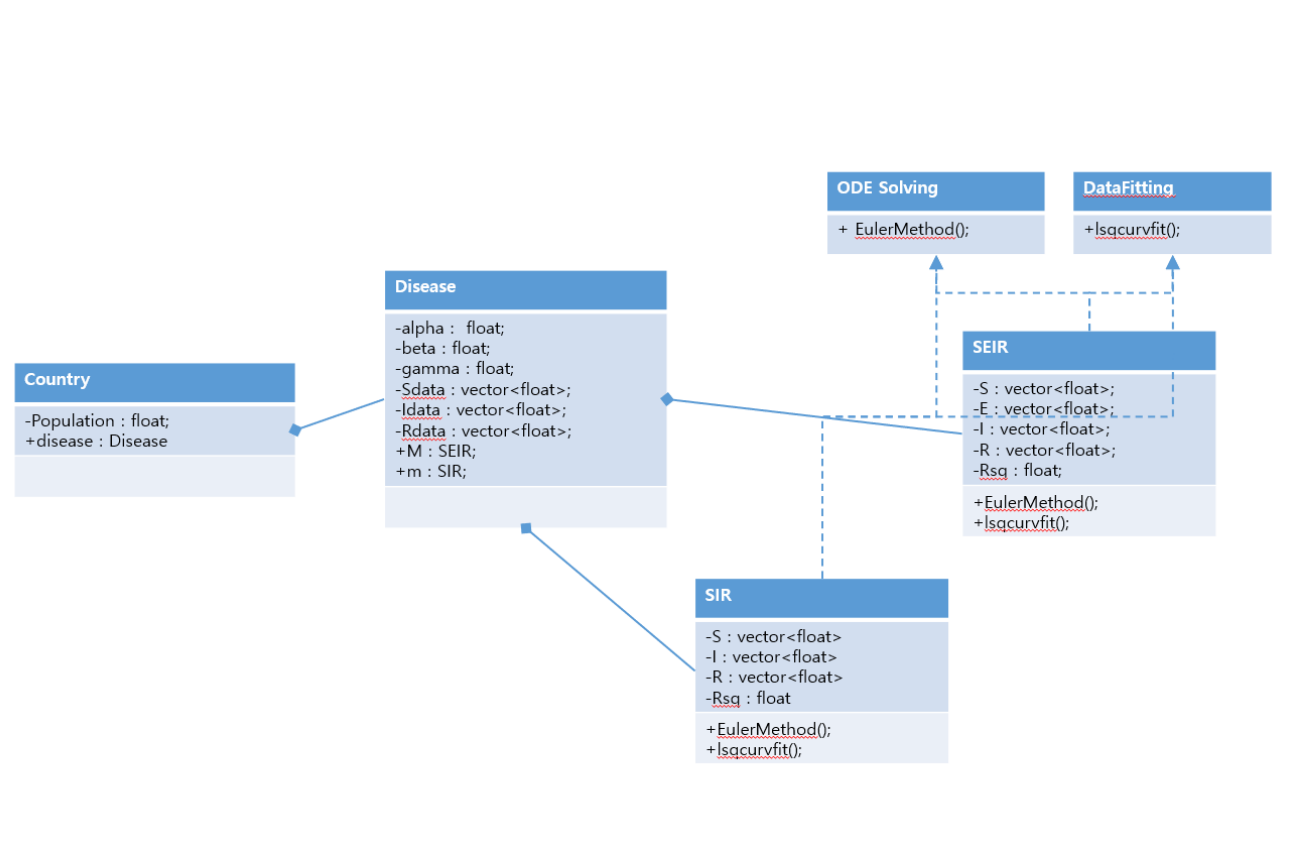 ODE Solving
+ EulerMethod();
DataFitting
+lsqcurvfit();
Disease
-alpha : float;
-beta : float;
-gamma : float;
-Sdata : vector<float>;
-Idata : vector<float>;
-Rdata : vector<float>;
+M : SEIR;
+m : SIR;
Country
-Population : float;
+disease : Disease
SEIR
-S : vector<float>;
-E : vector<float>;
-I : vector<float>;
-R : vector<float>;
-Rsq : float;
+EulerMethod();
+lsqcurvfit();
SIR
-S : vector<float>
-I : vector<float>
-R : vector<float>
-Rsq : float
+EulerMethod();
+lsqcurvfit();